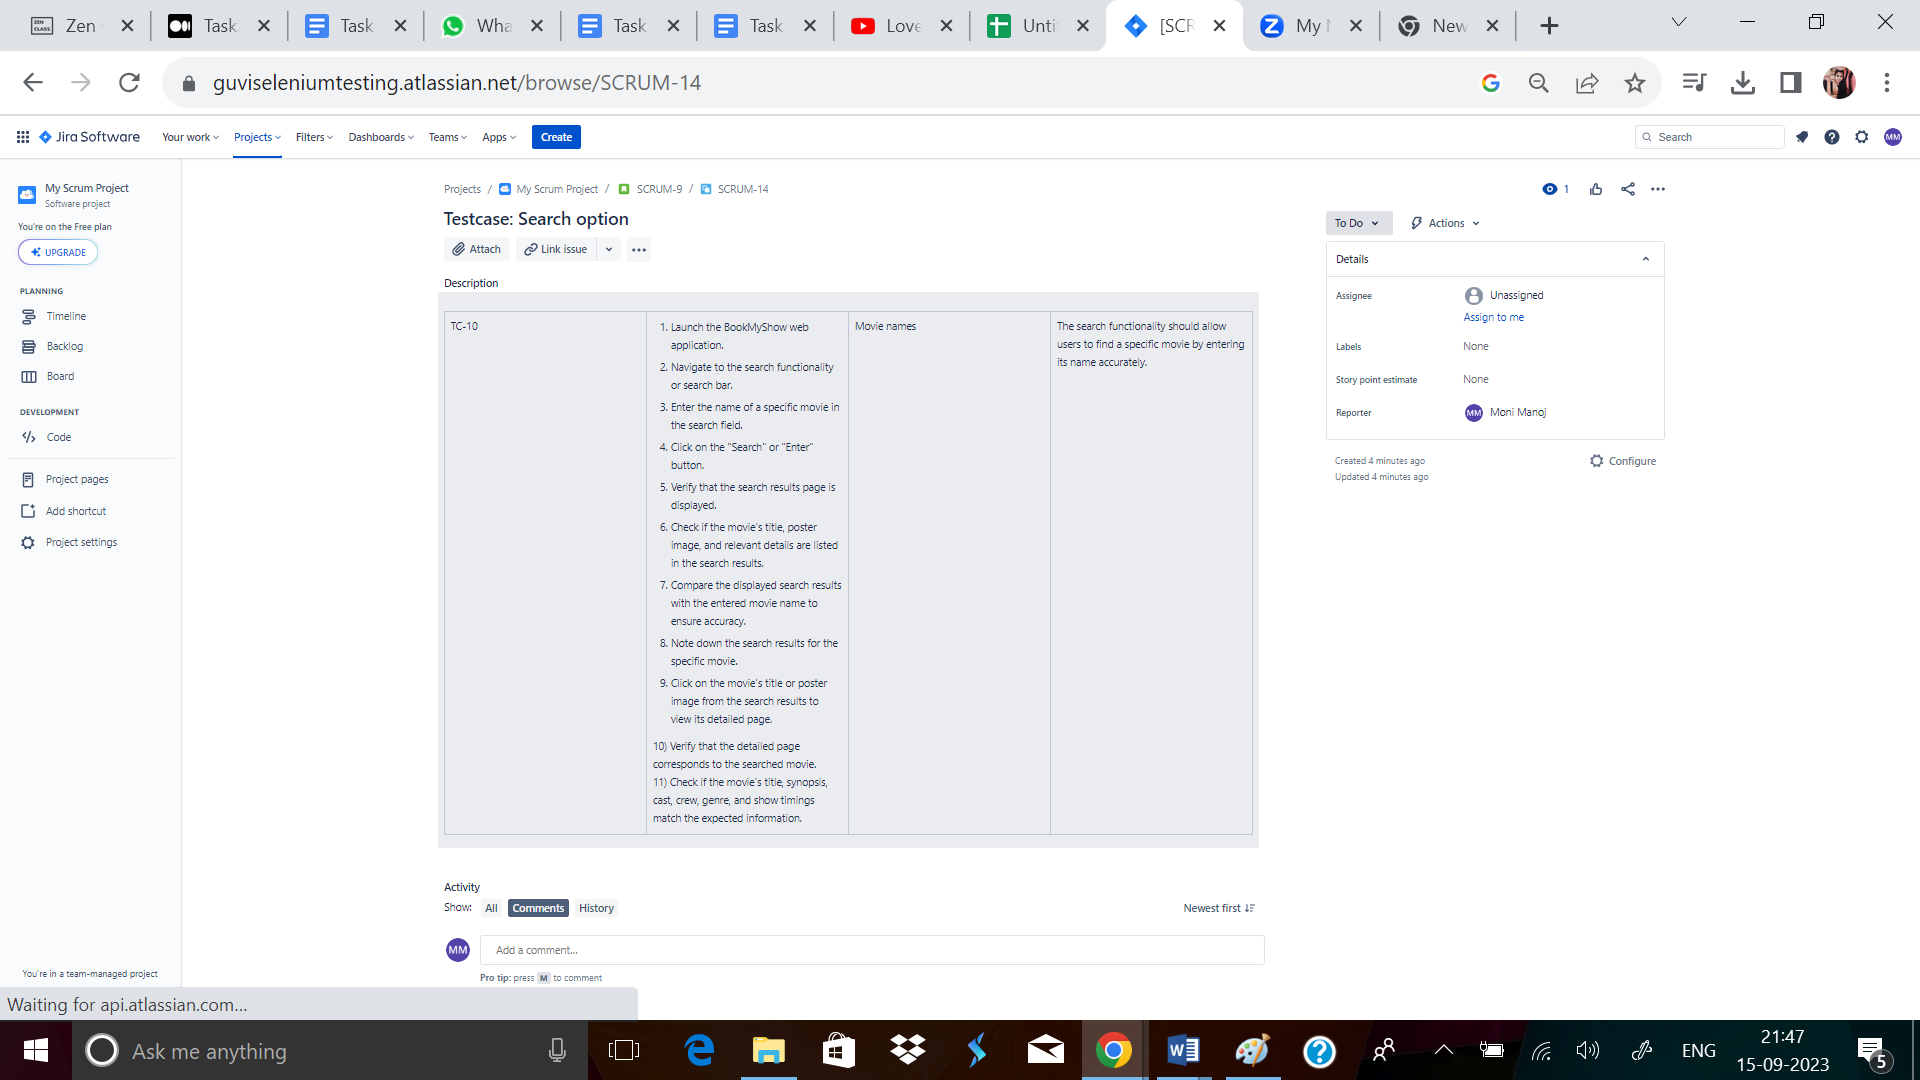 Zen
Task
Task
Wha
Task
Task
Love
Unti
[SCR
My
New
guviseleniumtesting.atlassian.net/browse/SCRUM-14
Jira Software
Your work
Projects
Filters
Dashboards
Teams
Apps
Create
Search
MM
My Scrum Project
Software project
You're on the Free plan
UPGRADE
PLANNING
Timeline
Backlog
Board
DEVELOPMENT
Code
Project pages
Add shortcut
Project settings
You're in a team-managed project
Projects / My Scrum Project / SCRUM-9 / SCRUM-14
1
Testcase: Search option
Attach
Link issue
Description
TC-10
1. Launch the BookMyShow web
application.
2. Navigate to the search functionality
or search bar.
3. Enter the name of a specific movie in
the search field.
4. Click on the "Search" or "Enter"
button.
5. Verify that the search results page is
displayed.
6. Check if the movie's title, poster
image, and relevant details are listed
in the search results.
7. Compare the displayed search results
with the entered movie name to
ensure accuracy.
8. Note down the search results for the
specific movie.
9. Click on the movie's title or poster
image from the search results to
view its detailed page.
10) Verify that the detailed page
corresponds to the searched movie.
11) Check if the movie's title, synopsis,
cast, crew, genre, and show timings
match the expected information.
Movie names
The search functionality should allow
users to find a specific movie by entering
its name accurately.
To Do
Actions
Details
Assignee
Unassigned
Assign to me
Labels
None
Story point estimate
None
Reporter
MM Moni Manoj
Created 4 minutes ago
Updated 4 minutes ago
Configure
Activity
Show: All Comments History
Newest first
MM
Add a comment...
Pro tip: press M to comment
Waiting for api.atlassian.com...
Ask me anything
ENG
21:47
15-09-2023
5